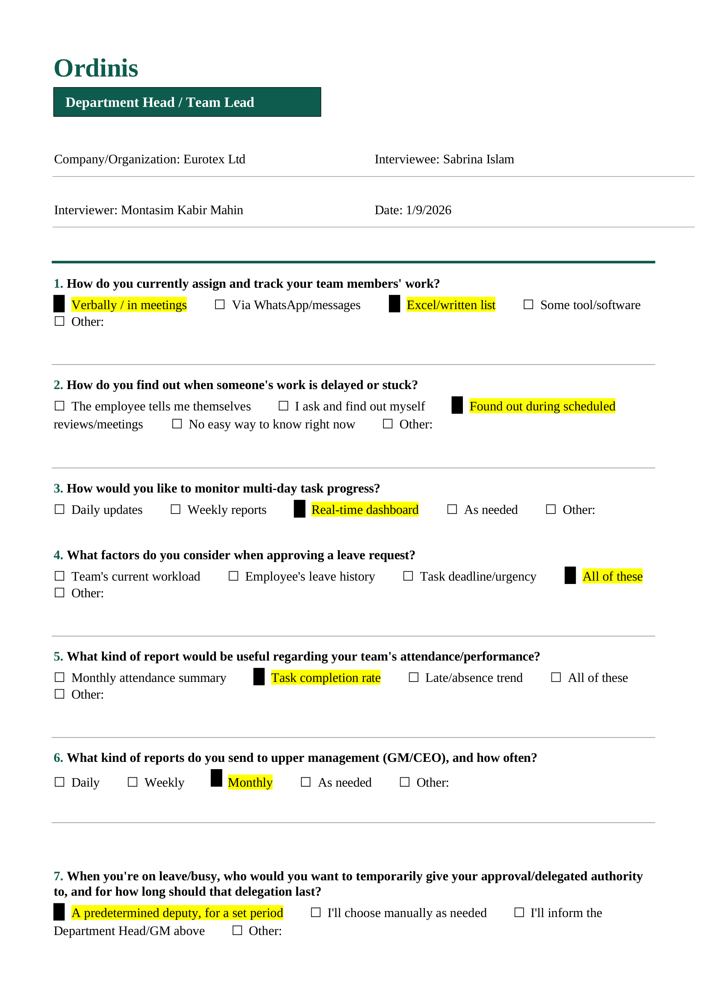 Ordinis
Department Head / Team Lead
Company/Organization: Eurotex Ltd Interviewee: Sabrina Islam
Interviewer: Montasim Kabir Mahin Date: 1/9/2026
1. How do you currently assign and track your team members' work?
█ Verbally / in meetings ☐ Via WhatsApp/messages █ Excel/written list ☐ Some tool/software
☐ Other:
2. How do you find out when someone's work is delayed or stuck?
☐ The employee tells me themselves ☐ I ask and find out myself █ Found out during scheduled
reviews/meetings ☐ No easy way to know right now ☐ Other:
3. How would you like to monitor multi-day task progress?
☐ Daily updates ☐ Weekly reports █ Real-time dashboard ☐ As needed ☐ Other:
4. What factors do you consider when approving a leave request?
☐ Team's current workload ☐ Employee's leave history ☐ Task deadline/urgency █ All of these
☐ Other:
5. What kind of report would be useful regarding your team's attendance/performance?
☐ Monthly attendance summary █ Task completion rate ☐ Late/absence trend ☐ All of these
☐ Other:
6. What kind of reports do you send to upper management (GM/CEO), and how often?
☐ Daily ☐ Weekly █ Monthly ☐ As needed ☐ Other:
7. When you're on leave/busy, who would you want to temporarily give your approval/delegated authority
to, and for how long should that delegation last?
█ A predetermined deputy, for a set period ☐ I'll choose manually as needed ☐ I'll inform the
Department Head/GM above ☐ Other: